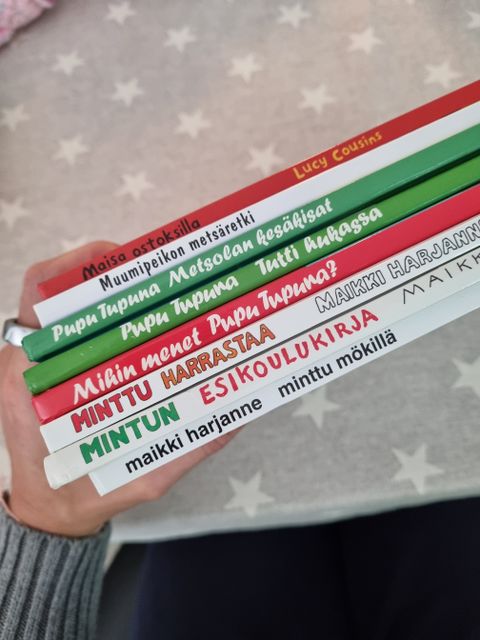 Maisa ostoksilla Lucy Cousins
Muumipeikon metsäretki
Pupu Tupuna Metsolan kesäkisat
Pupu Tupuna Tutti hukassa
Mihin menet Pupu Tupuna?
MINTTU HARRASTAA MAIKKI HARJANNE
MINTUN ESIKOULUKIRJA MAIKK
maikki harjanne minttu mökillä